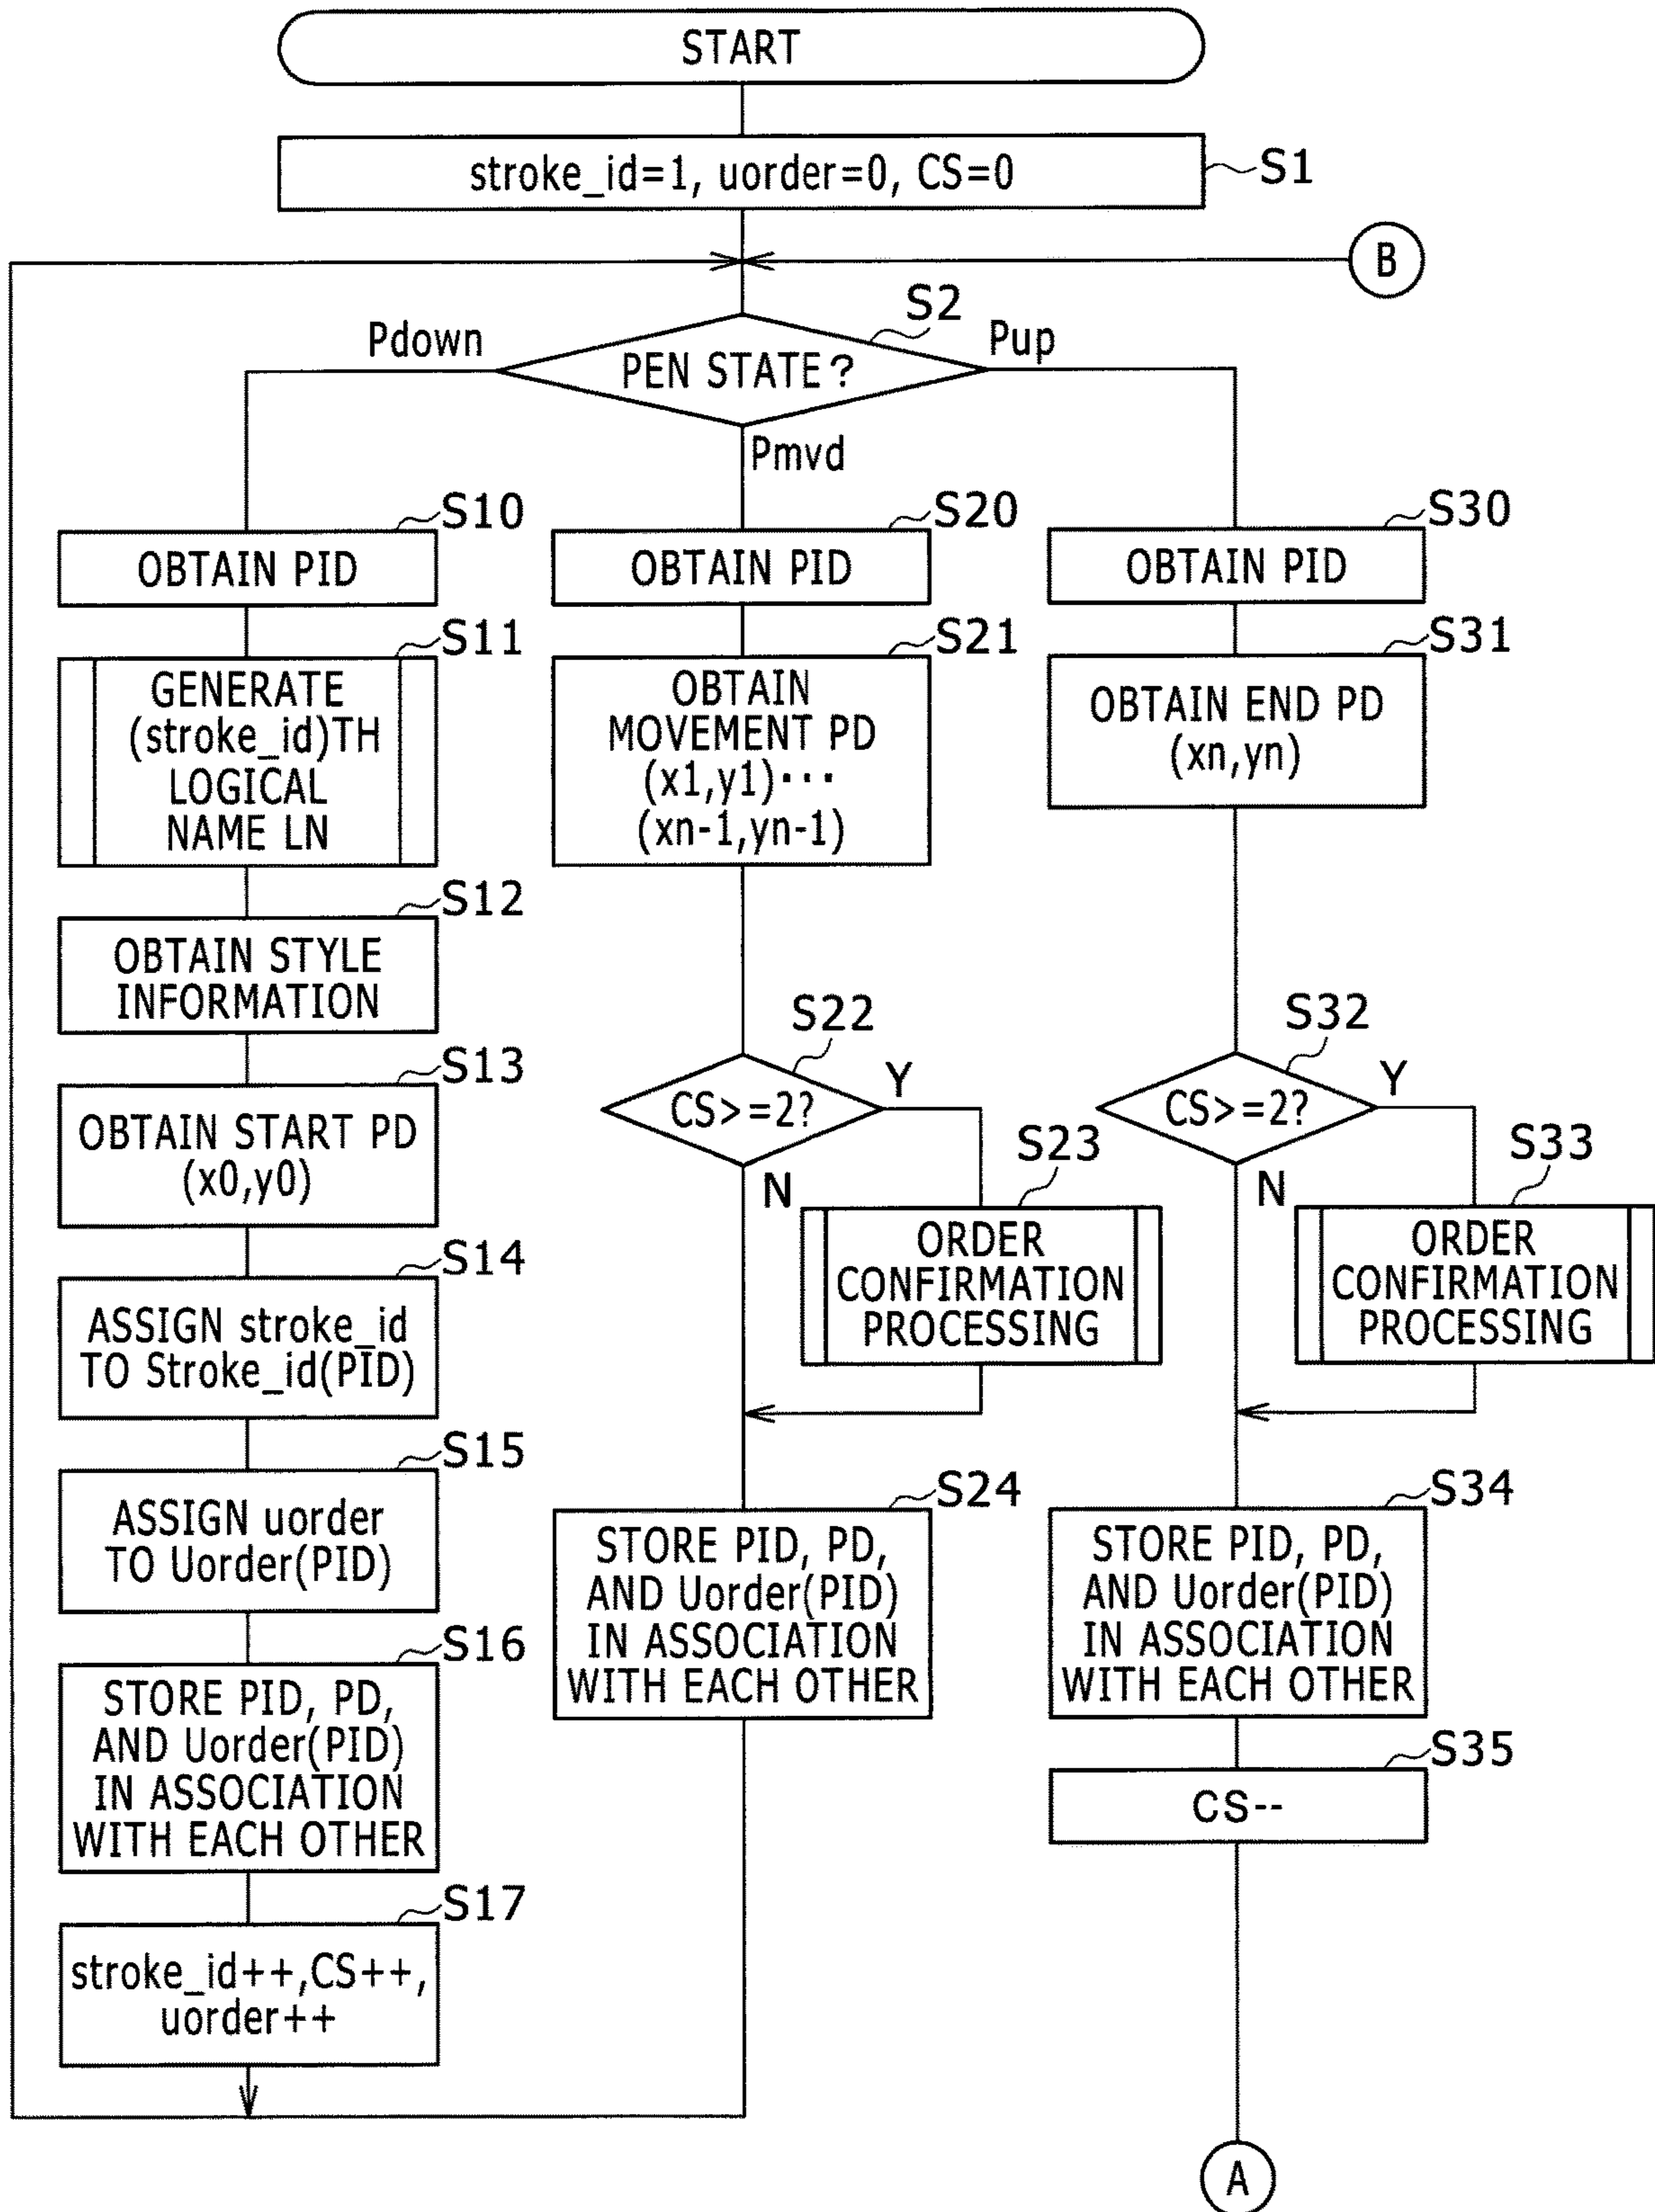 START
stroke_id=1, uorder=0, CS=0
S1
B
S2
Pdown
PEN STATE?
Pup
Pmvd
S10
OBTAIN PID
S11
GENERATE
(stroke_id)TH
LOGICAL
NAME LN
S12
OBTAIN STYLE
INFORMATION
S13
OBTAIN START PD
(x0,y0)
S14
ASSIGN stroke_id
TO Stroke_id(PID)
S15
ASSIGN uorder
TO Uorder(PID)
S16
STORE PID, PD,
AND Uorder(PID)
IN ASSOCIATION
WITH EACH OTHER
S17
stroke_id++,CS++,
uorder++
S20
OBTAIN PID
S21
OBTAIN
MOVEMENT PD
(x1,y1)···
(xn-1,yn-1)
S22
CS>=2?
Y
N
S23
ORDER
CONFIRMATION
PROCESSING
S24
STORE PID, PD,
AND Uorder(PID)
IN ASSOCIATION
WITH EACH OTHER
S30
OBTAIN PID
S31
OBTAIN END PD
(xn,yn)
S32
CS>=2?
Y
N
S33
ORDER
CONFIRMATION
PROCESSING
S34
STORE PID, PD,
AND Uorder(PID)
IN ASSOCIATION
WITH EACH OTHER
S35
CS--
A